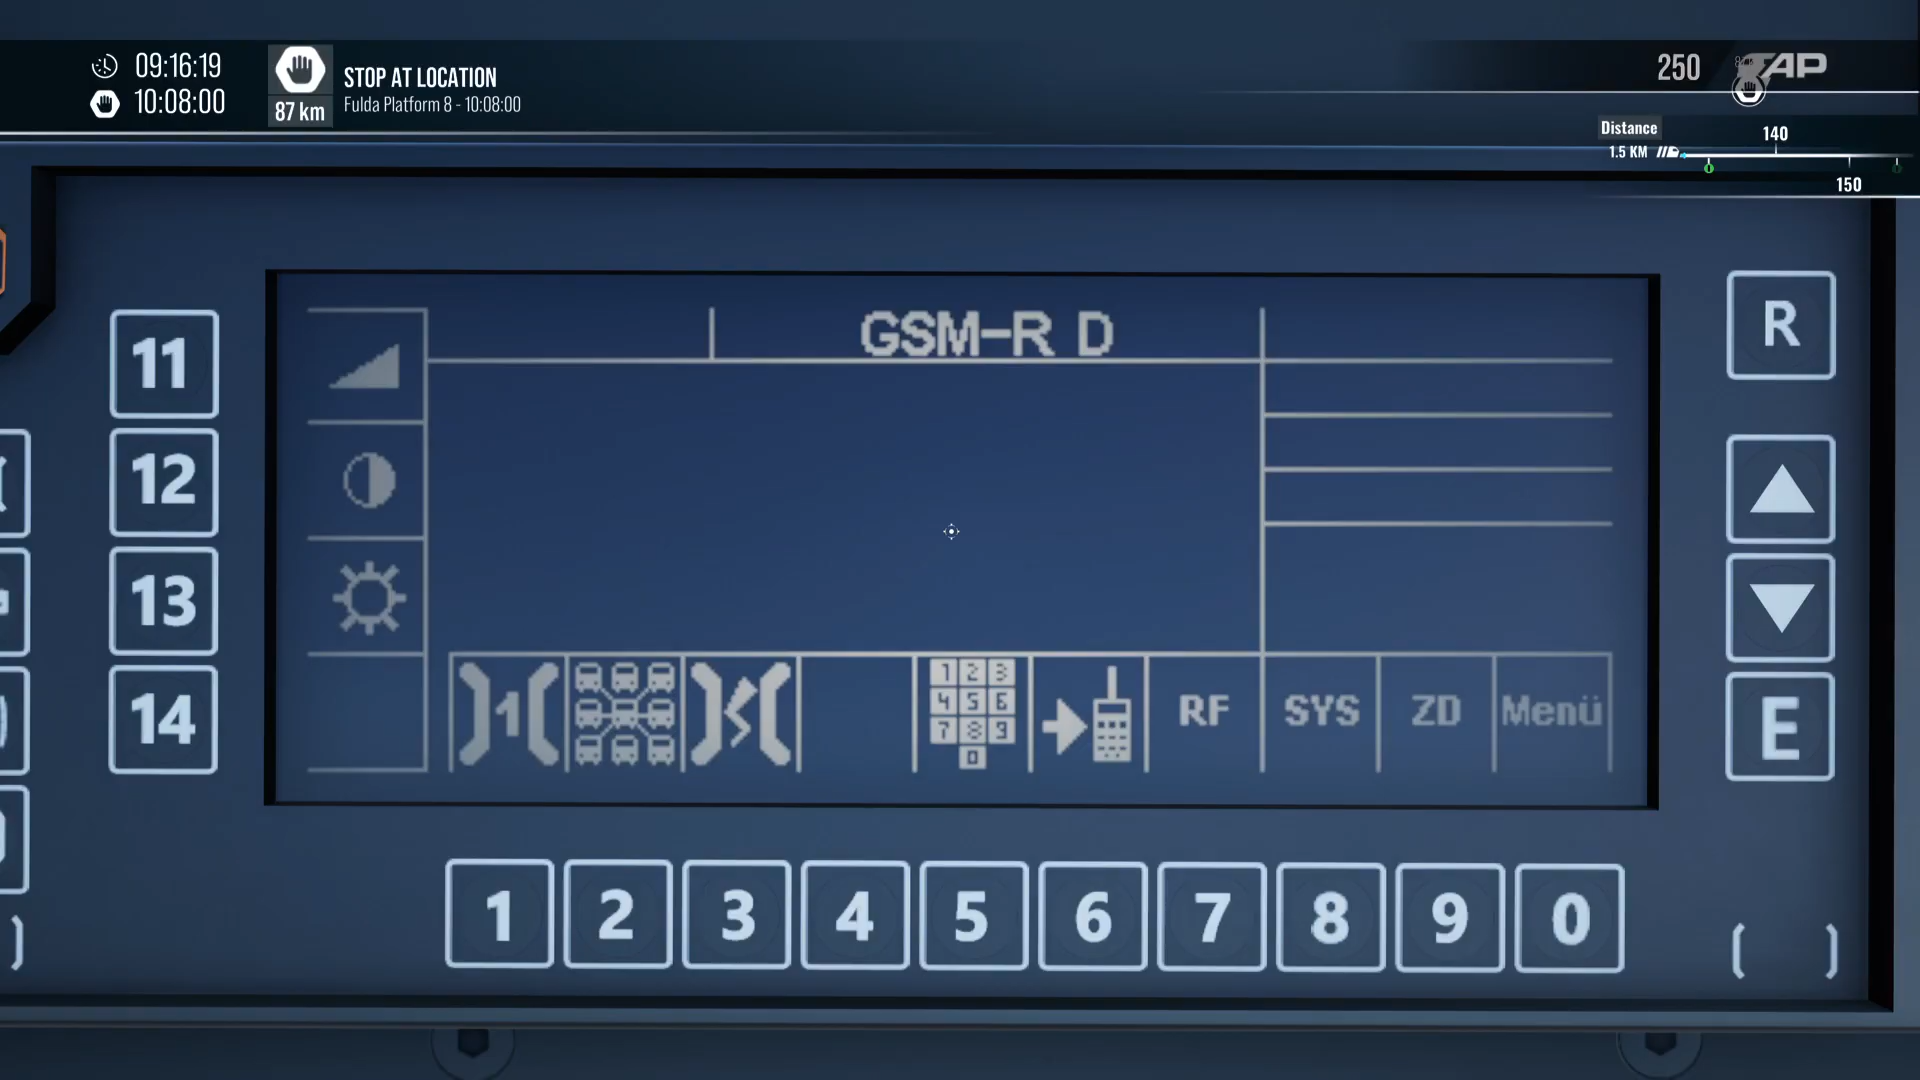 09:16:19
10:08:00
87 km
STOP AT LOCATION
Fulda Platform 8 - 10:08:00
250
Distance
1.5 KM
140
150
GSM-R D
11
12
13
14
1
1 2 3
4 5 6
7 8 9
0
RF
SYS
ZD
Menü
R
E
1 2 3 4 5 6 7 8 9 0